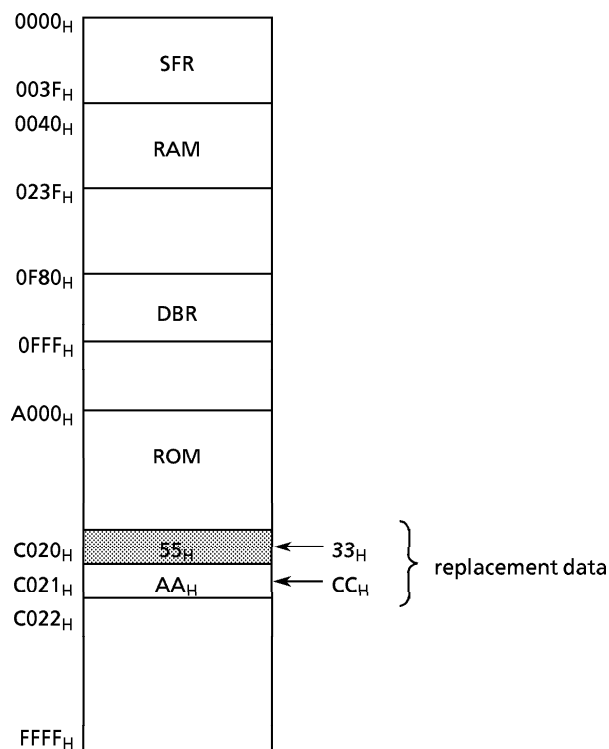 0000H
SFR
003FH
0040H
RAM
023FH
0F80H
DBR
0FFFH
A000H
ROM
C020H 55H 33H
replacement data
C021H AAH CCH
C022H
FFFFH